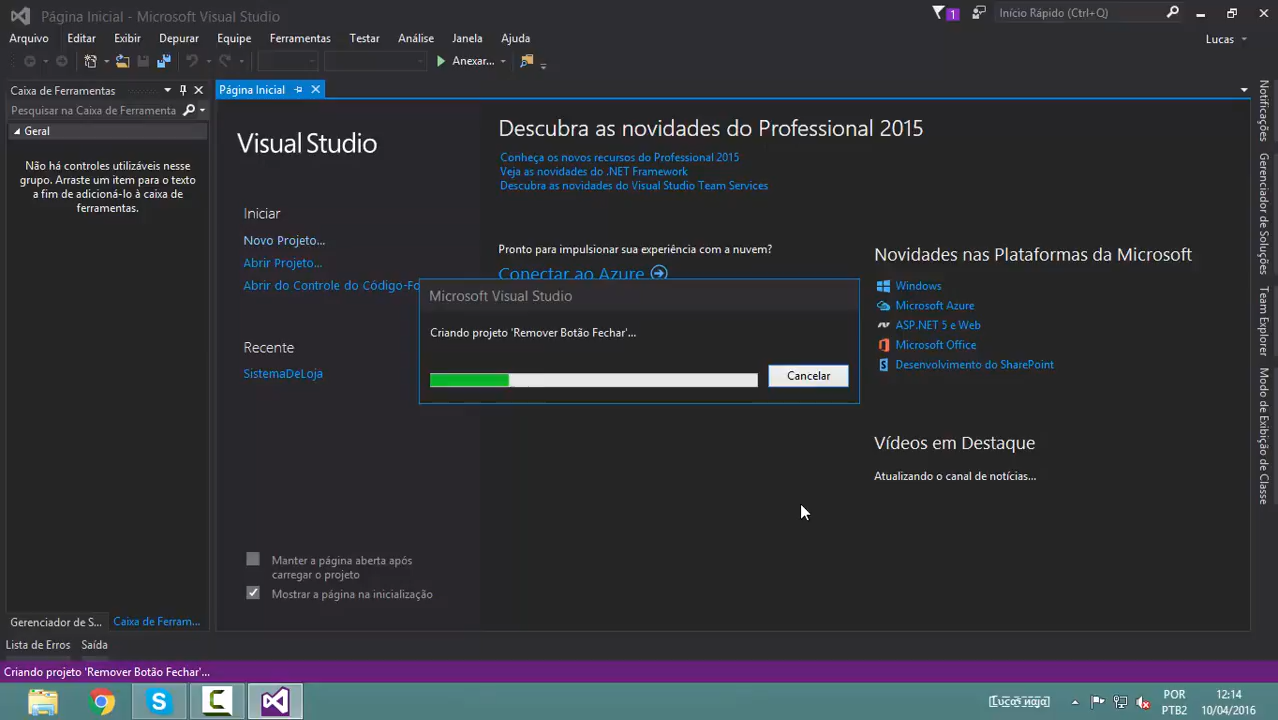 Página Inicial - Microsoft Visual Studio
1
Início Rápido (Ctrl+Q)
Arquivo Editar Exibir Depurar Equipe Ferramentas Testar Análise Janela Ajuda
Lucas
Anexar...
Caixa de Ferramentas
Página Inicial
Pesquisar na Caixa de Ferramenta
Geral
Não há controles utilizáveis nesse
grupo. Arraste um item para o texto
a fim de adicioná-lo à caixa de
ferramentas.
Visual Studio
Iniciar
Novo Projeto...
Abrir Projeto...
Abrir do Controle do Código-Fo
Recente
SistemaDeLoja
Manter a página aberta após
carregar o projeto
Mostrar a página na inicialização
Descubra as novidades do Professional 2015
Conheça os novos recursos do Professional 2015
Veja as novidades do .NET Framework
Descubra as novidades do Visual Studio Team Services
Pronto para impulsionar sua experiência com a nuvem?
Conectar ao Azure
Novidades nas Plataformas da Microsoft
Windows
Microsoft Azure
ASP.NET 5 e Web
Microsoft Office
Desenvolvimento do SharePoint
Vídeos em Destaque
Atualizando o canal de notícias...
Microsoft Visual Studio
Criando projeto 'Remover Botão Fechar'...
Cancelar
Notificações
Gerenciador de Soluções
Team Explorer
Modo de Exibição de Classe
Gerenciador de S... Caixa de Ferram...
Lista de Erros Saída
Criando projeto 'Remover Botão Fechar'...
POR
PTB2
12:14
10/04/2016